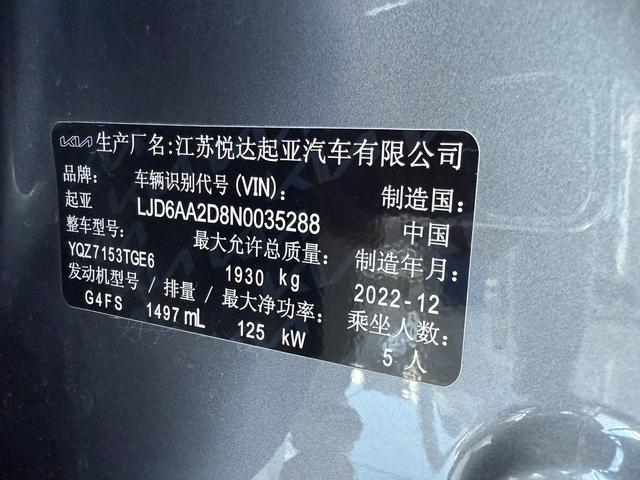 KIA 生产厂名:江苏悦达起亚汽车有限公司
品牌: 车辆识别代号(VIN): 制造国:
起亚 LJD6AA2D8N0035288 中国
整车型号: 最大允许总质量: 制造年月:
YQZ7153TGE6 1930 kg 2022-12
发动机型号 / 排量 / 最大净功率: 乘坐人数:
G4FS 1497mL 125 kW 5 人